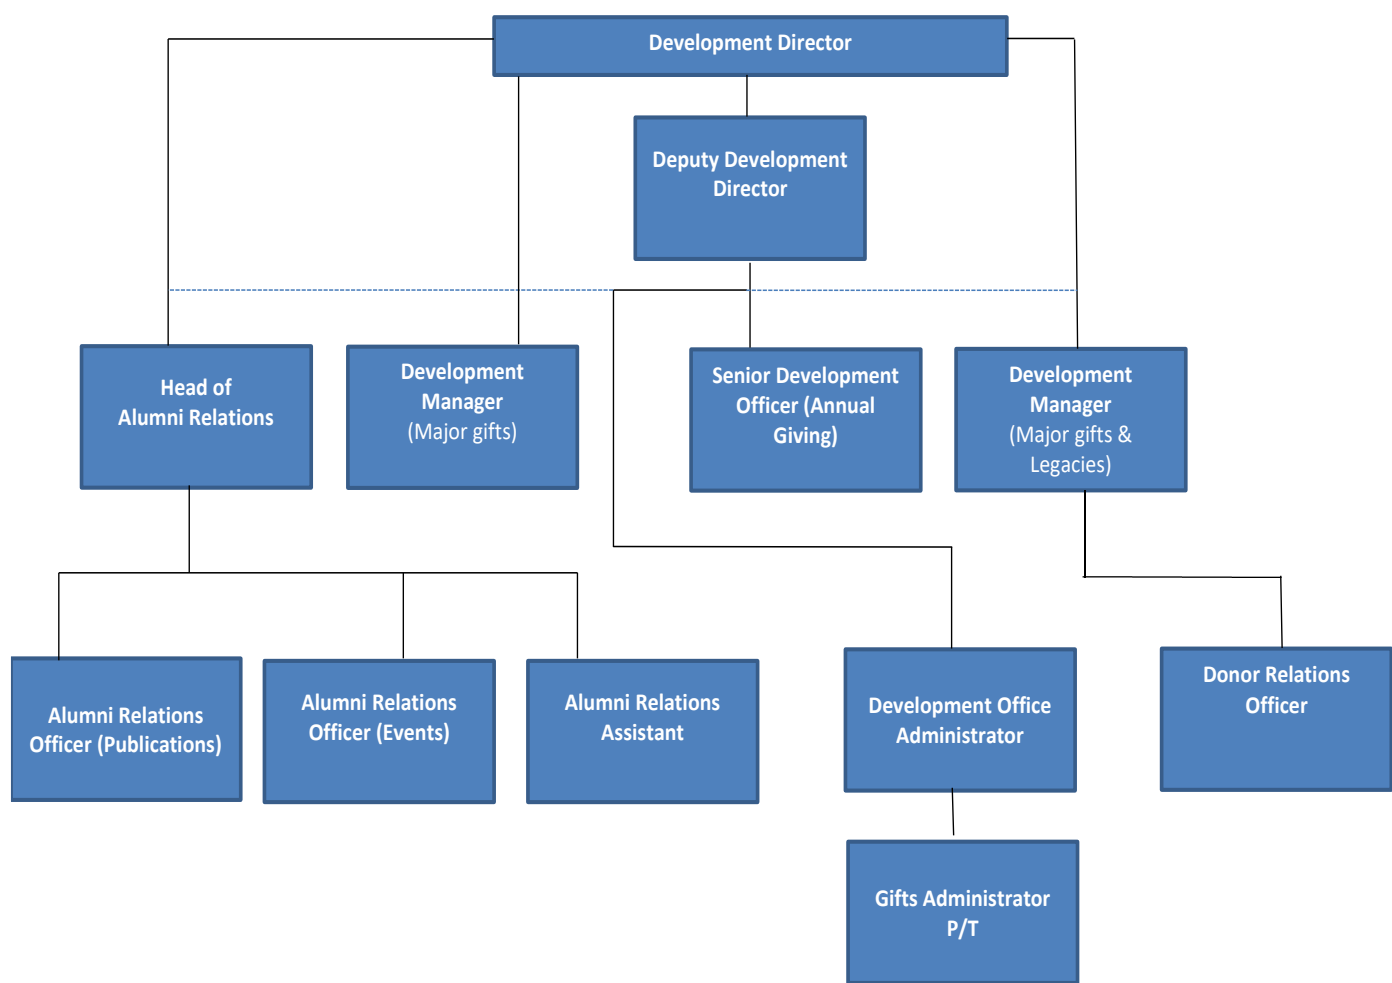 Development Director
Deputy Development
Director
Head of
Alumni Relations
Development
Manager
(Major gifts)
Senior Development
Officer (Annual
Giving)
Development
Manager
(Major gifts &
Legacies)
Alumni Relations
Officer (Publications)
Alumni Relations
Officer (Events)
Alumni Relations
Assistant
Development Office
Administrator
Donor Relations
Officer
Gifts Administrator
P/T